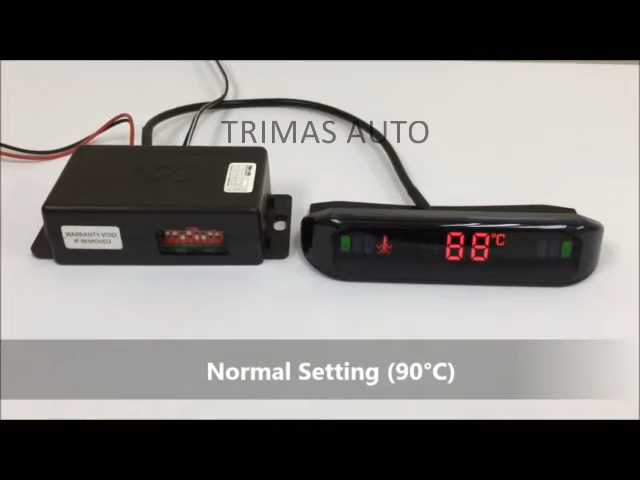 TRIMAS AUTO
WARRANTY VOID
IF REMOVED
88°C
Normal Setting (90°C)